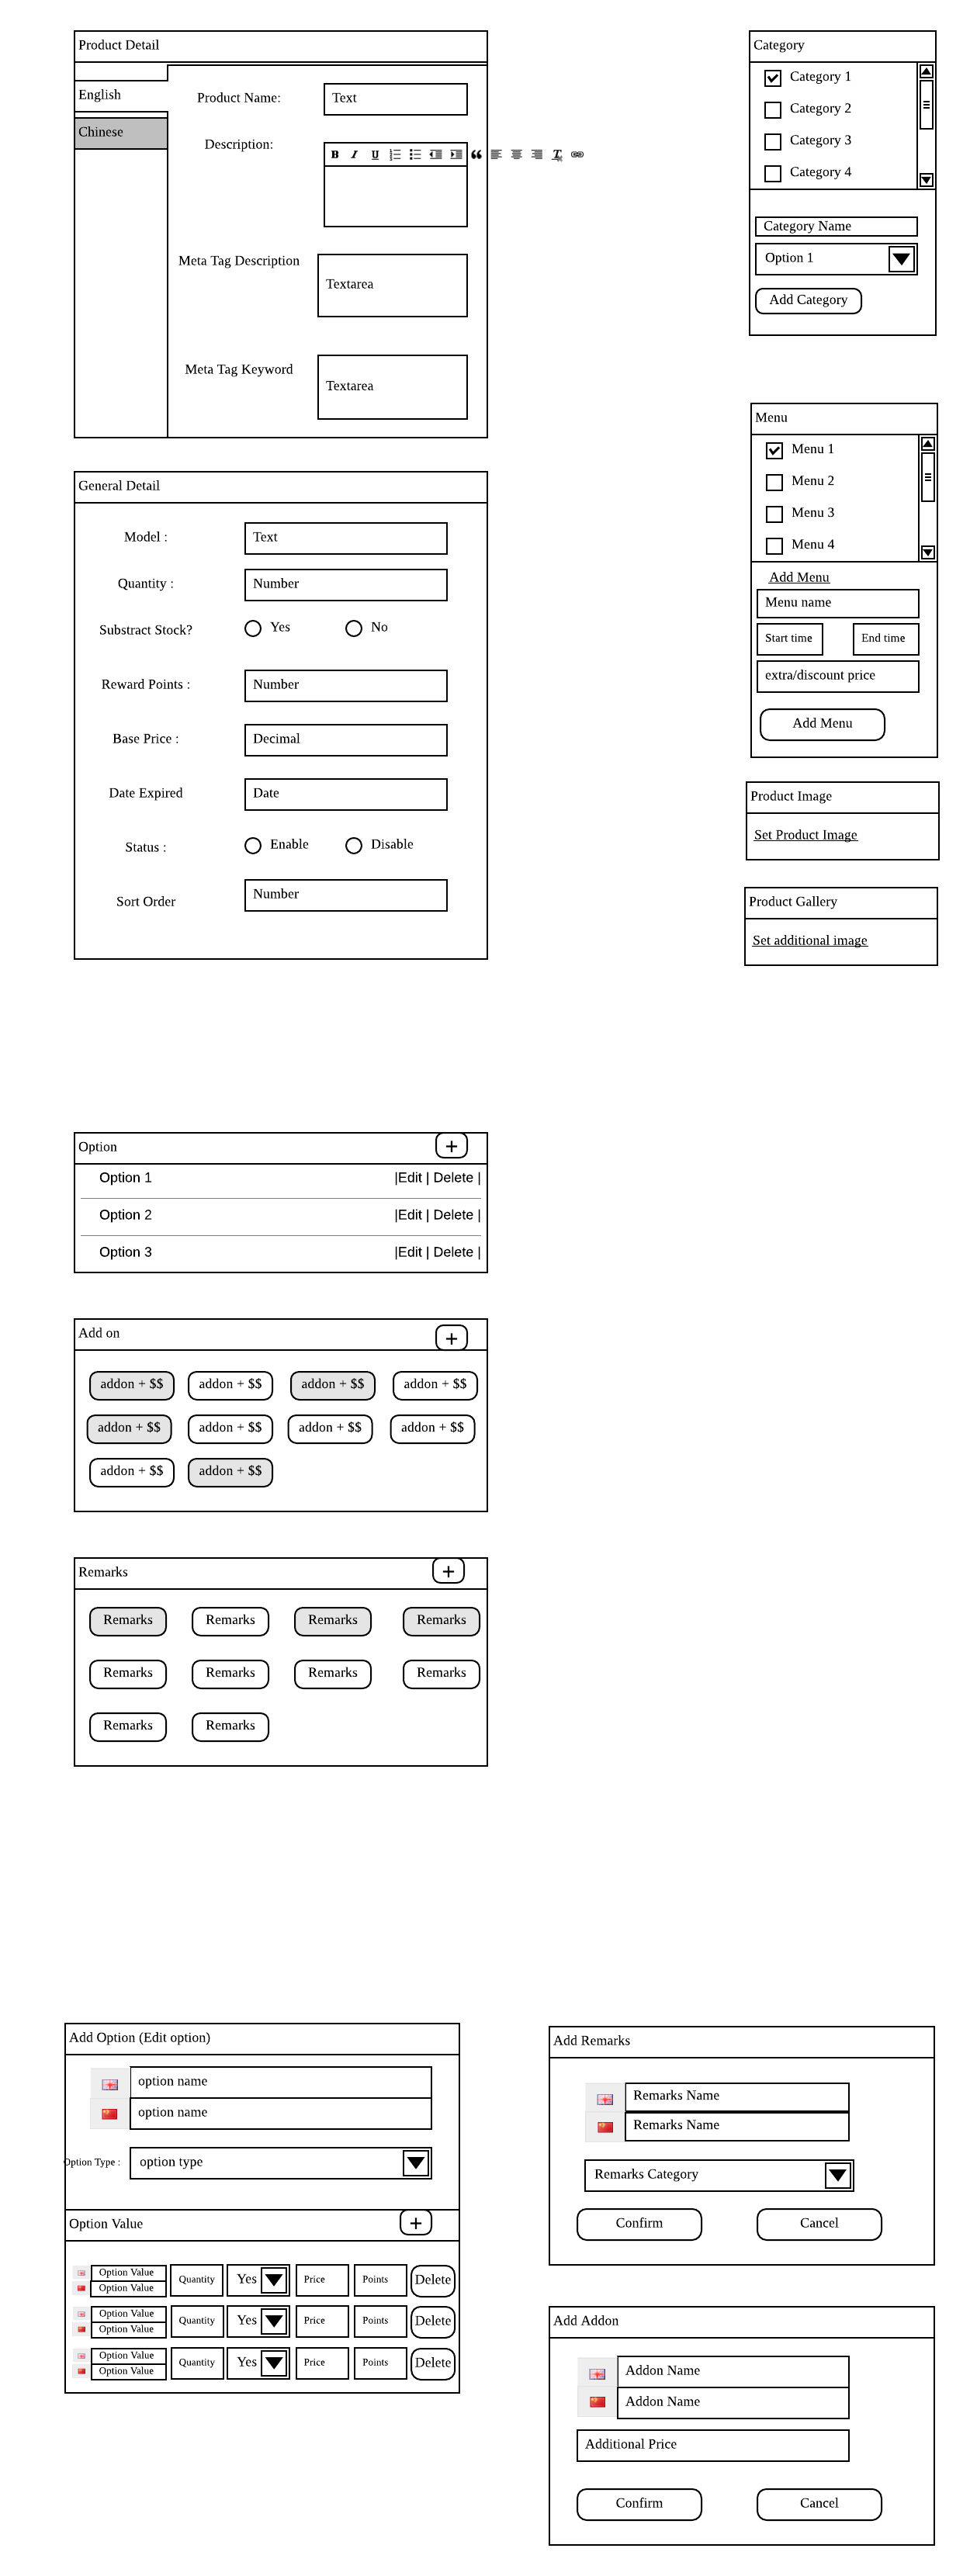 Product Detail
English
Chinese
Product Name:
Text
Description:
B I U
Meta Tag Description
Textarea
Meta Tag Keyword
Textarea
Category
Category 1
Category 2
Category 3
Category 4
Category Name
Option 1
Add Category
General Detail
Model :
Text
Quantity :
Number
Substract Stock?
Yes
No
Reward Points :
Number
Base Price :
Decimal
Date Expired
Date
Status :
Enable
Disable
Sort Order
Number
Menu
Menu 1
Menu 2
Menu 3
Menu 4
Add Menu
Menu name
Start time
End time
extra/discount price
Add Menu
Product Image
Set Product Image
Product Gallery
Set additional image
Option
+
Option 1 |Edit | Delete |
Option 2 |Edit | Delete |
Option 3 |Edit | Delete |
Add on
+
addon + $$ addon + $$ addon + $$ addon + $$
addon + $$ addon + $$ addon + $$ addon + $$
addon + $$ addon + $$
Remarks
+
Remarks Remarks Remarks Remarks
Remarks Remarks Remarks Remarks
Remarks Remarks
Add Option (Edit option)
option name
option name
Option Type :
option type
Option Value
+
Option Value
Option Value
Quantity Yes Price Points Delete
Option Value
Option Value
Quantity Yes Price Points Delete
Option Value
Option Value
Quantity Yes Price Points Delete
Add Remarks
Remarks Name
Remarks Name
Remarks Category
Confirm
Cancel
Add Addon
Addon Name
Addon Name
Additional Price
Confirm
Cancel